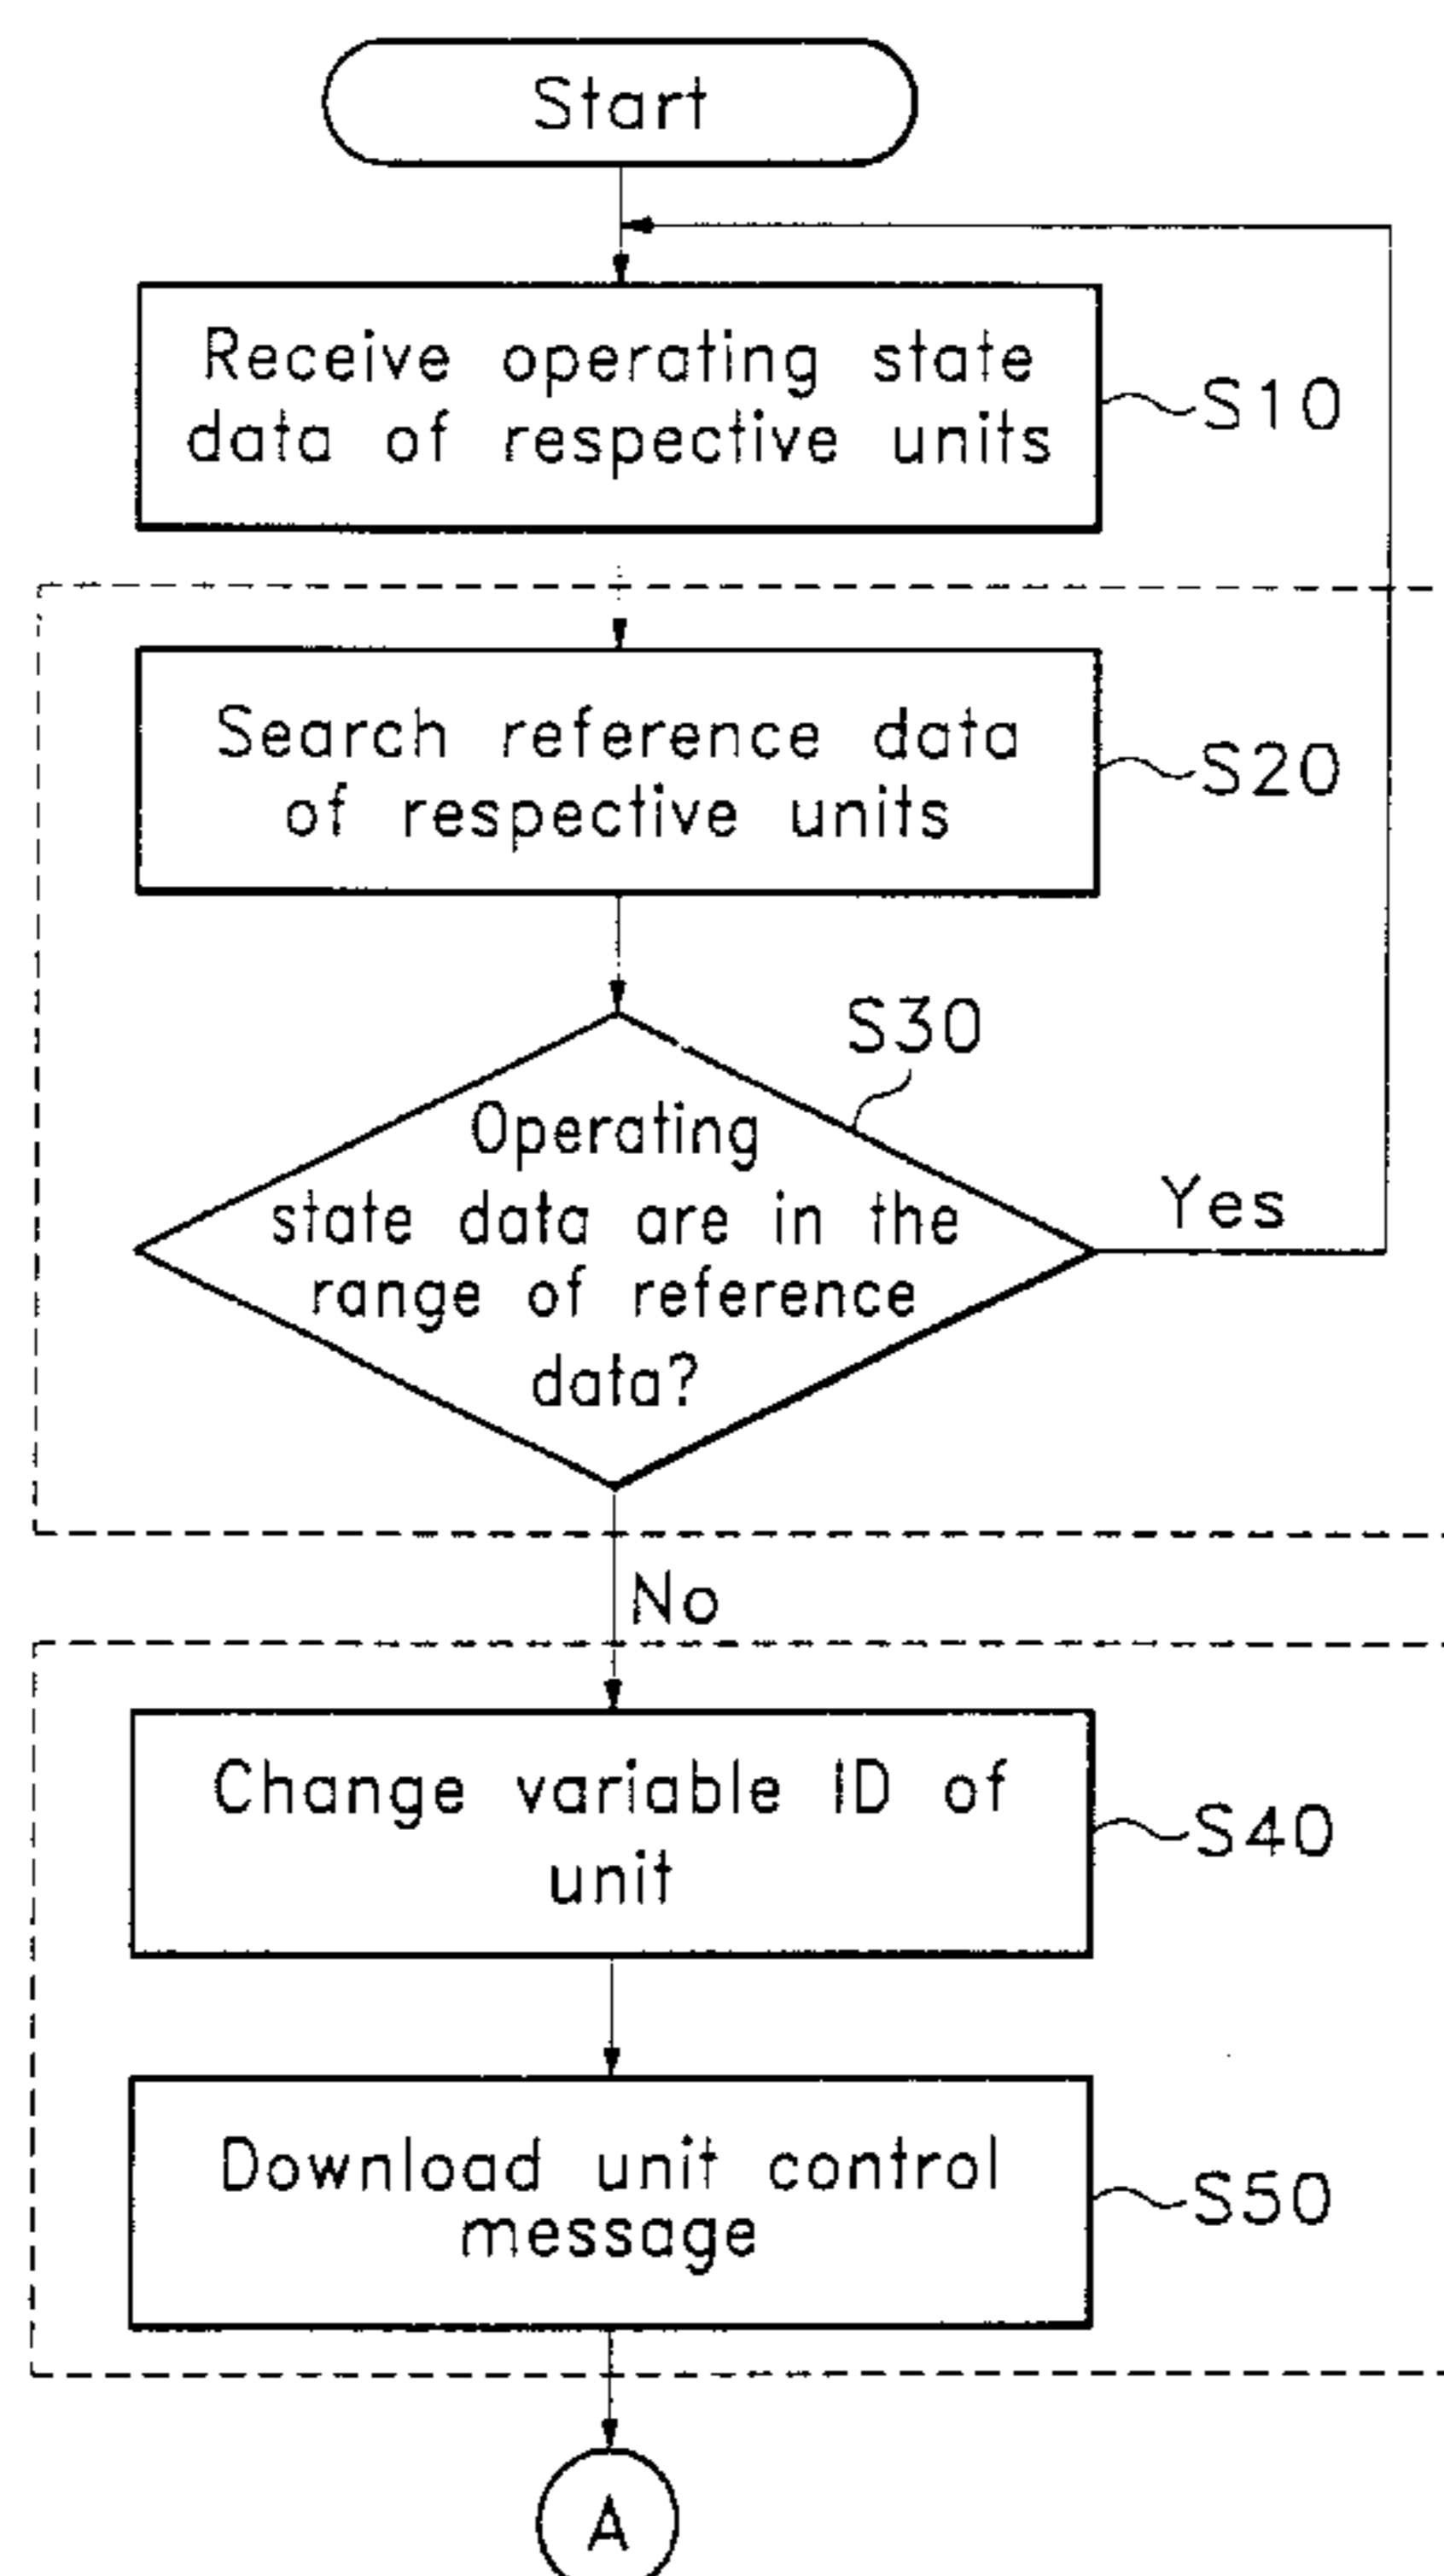 Start
Receive operating state
data of respective units
S10
Search reference data
of respective units
S20
S30
Operating
state data are in the
range of reference
data?
Yes
No
Change variable ID of
unit
S40
Download unit control
message
S50
A